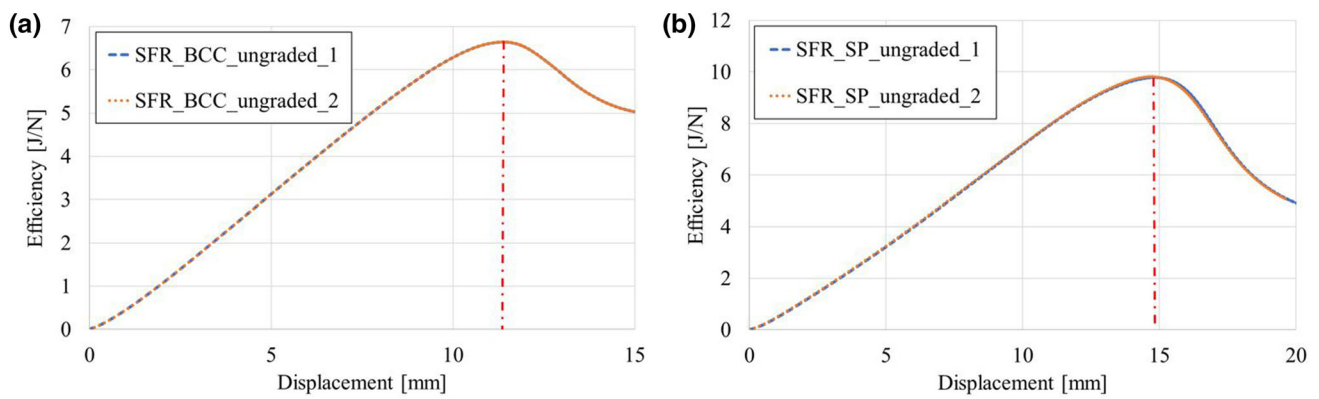 (a)
7
6
5
4
3
2
1
0
Efficiency [J/N]
SFR_BCC_ungraded_1
SFR_BCC_ungraded_2
0 5 10 15
Displacement [mm]
(b)
12
10
8
6
4
2
0
Efficiency [J/N]
SFR_SP_ungraded_1
SFR_SP_ungraded_2
0 5 10 15 20
Displacement [mm]